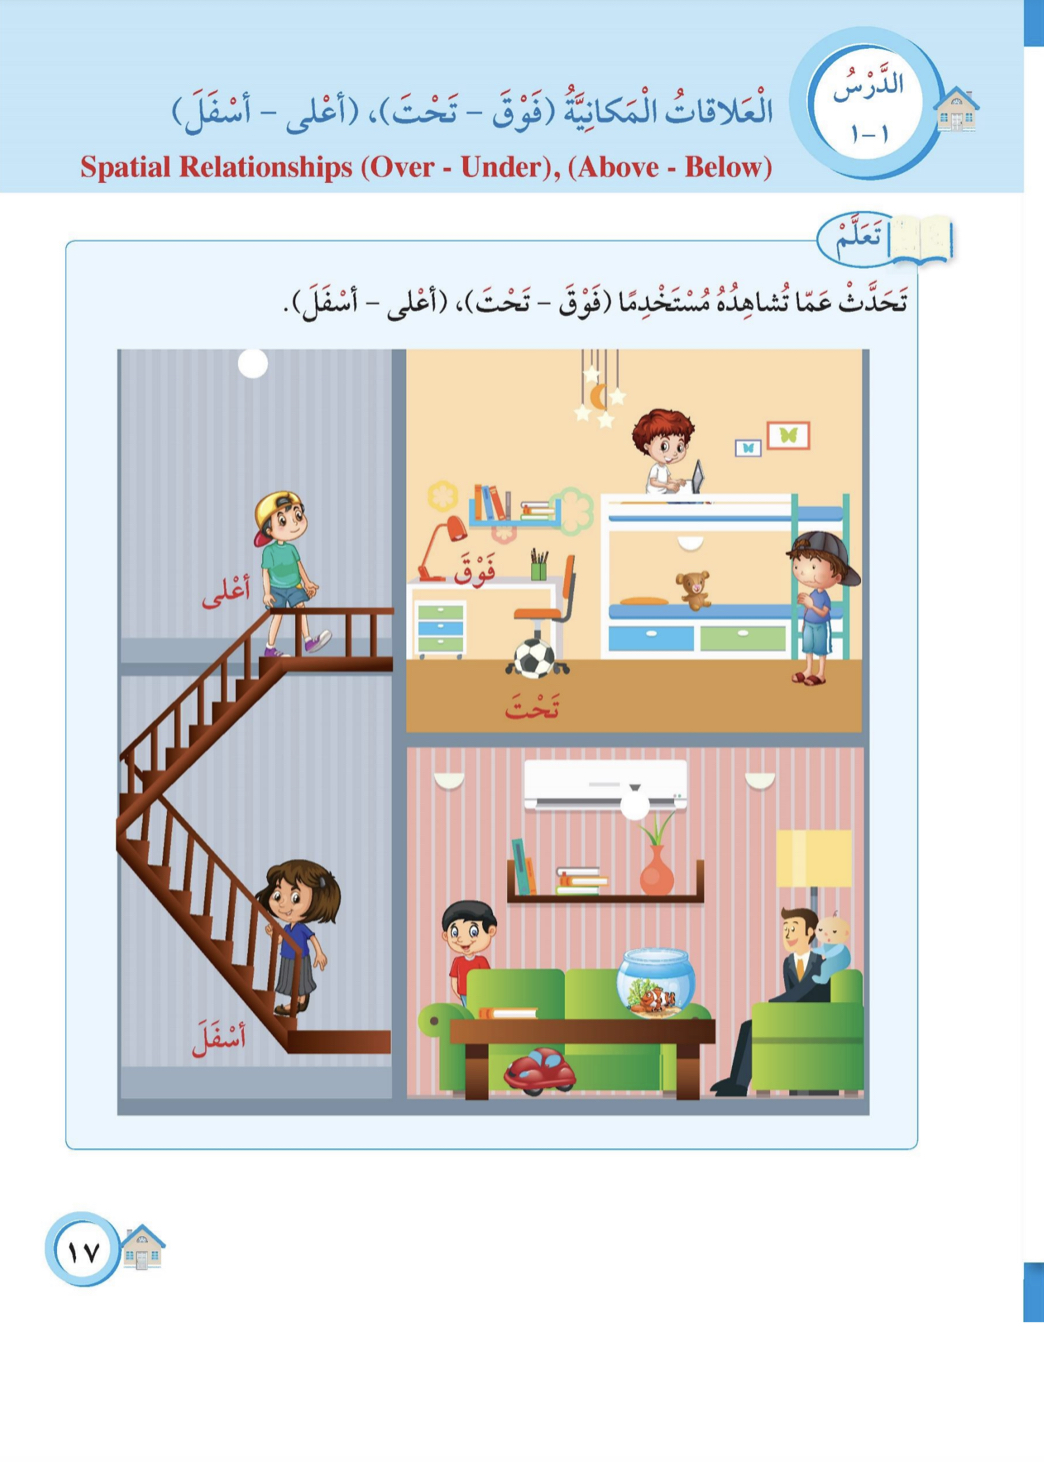 الدَّرْسُ
١-١
الْعَلاقاتُ الْمَكانِيَّةُ (فَوْقَ - تَحْتَ)، (أَعْلى - أَسْفَلَ)
Spatial Relationships (Over - Under), (Above - Below)
تَعَلَّمْ
تَحَدَّثْ عَمّا تُشاهِدُهُ مُسْتَخْدِمًا (فَوْقَ - تَحْتَ)، (أَعْلى - أَسْفَلَ).
فَوْقَ
أَعْلى
تَحْتَ
أَسْفَلَ
١٧